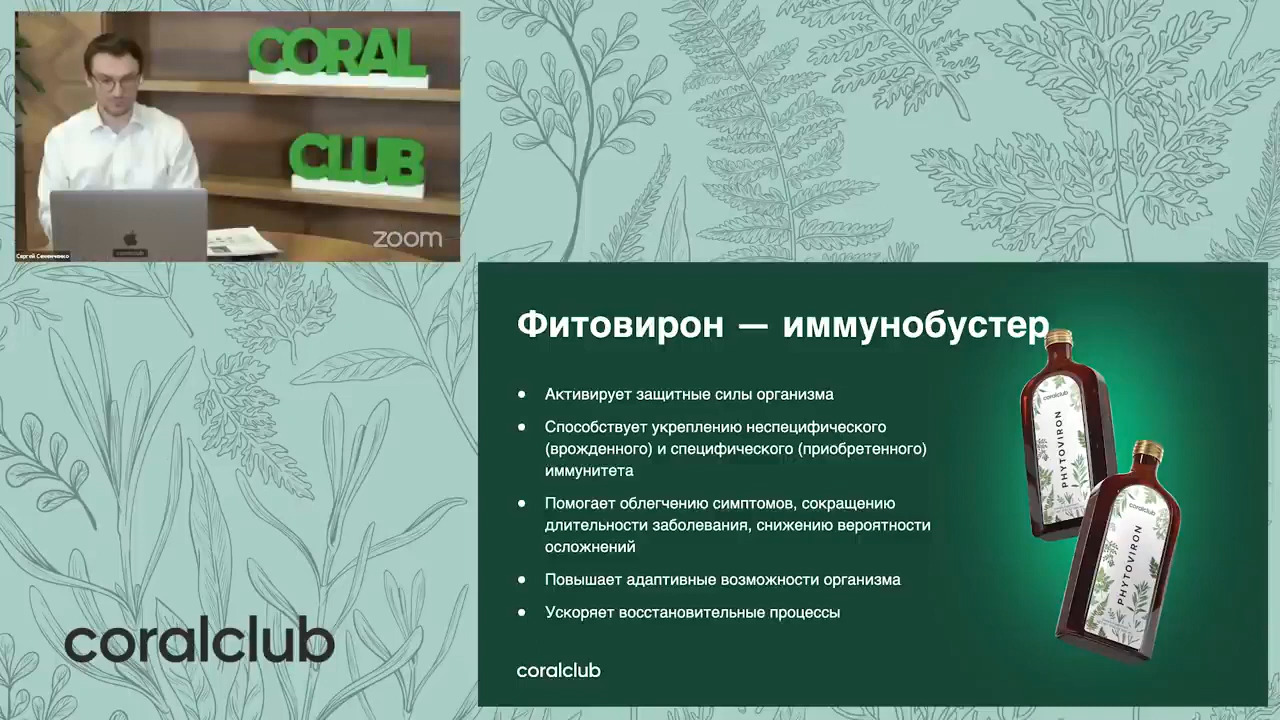 CORAL
CLUB
zoom
Сергей Семенченко
Фитовирон — иммунобустер
• Активирует защитные силы организма
• Способствует укреплению неспецифического
(врожденного) и специфического (приобретенного)
иммунитета
• Помогает облегчению симптомов, сокращению
длительности заболевания, снижению вероятности
осложнений
• Повышает адаптивные возможности организма
• Ускоряет восстановительные процессы
coralclub
PHYTOVIRON
coralclub
PHYTOVIRON
coralclub
coralclub